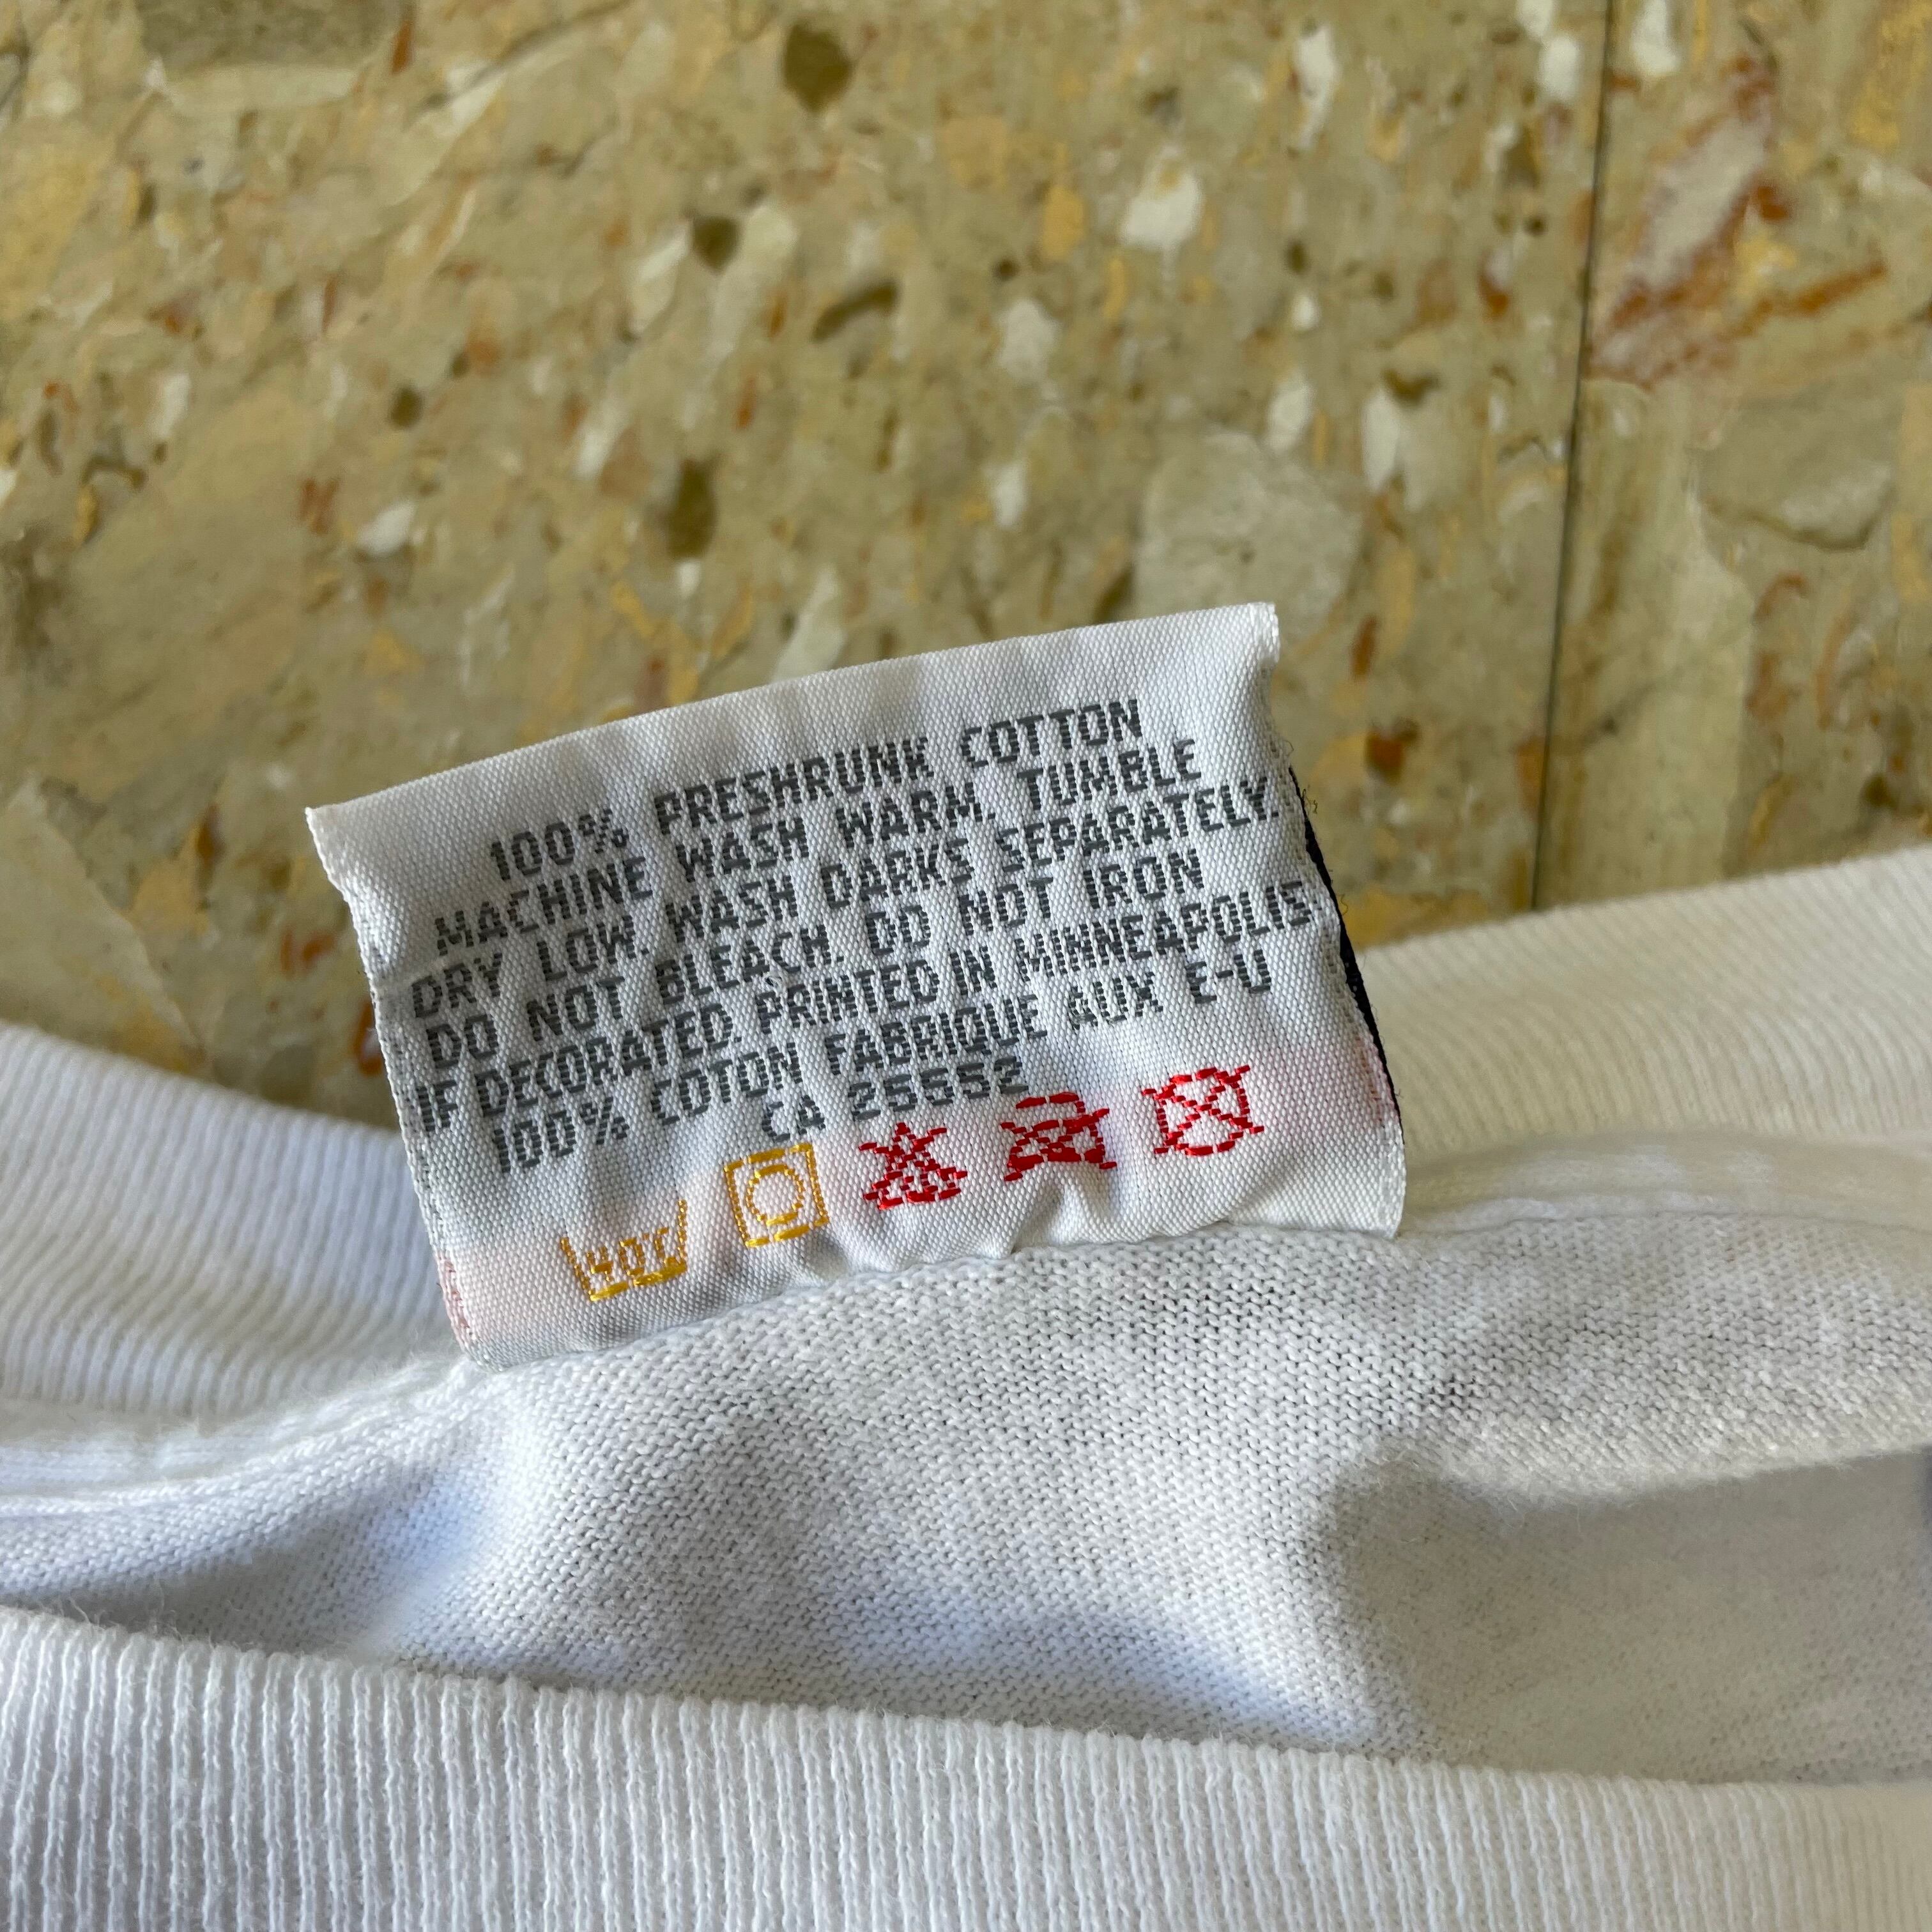 100% PRESHRUNK COTTON
MACHINE WASH WARM. TUMBLE
DRY LOW. WASH DARKS SEPARATELY.
DO NOT BLEACH. DO NOT IRON
IF DECORATED. PRINTED IN MINNEAPOLIS
100% COTON FABRIQUE AUX E-U
CA 25552
40°C